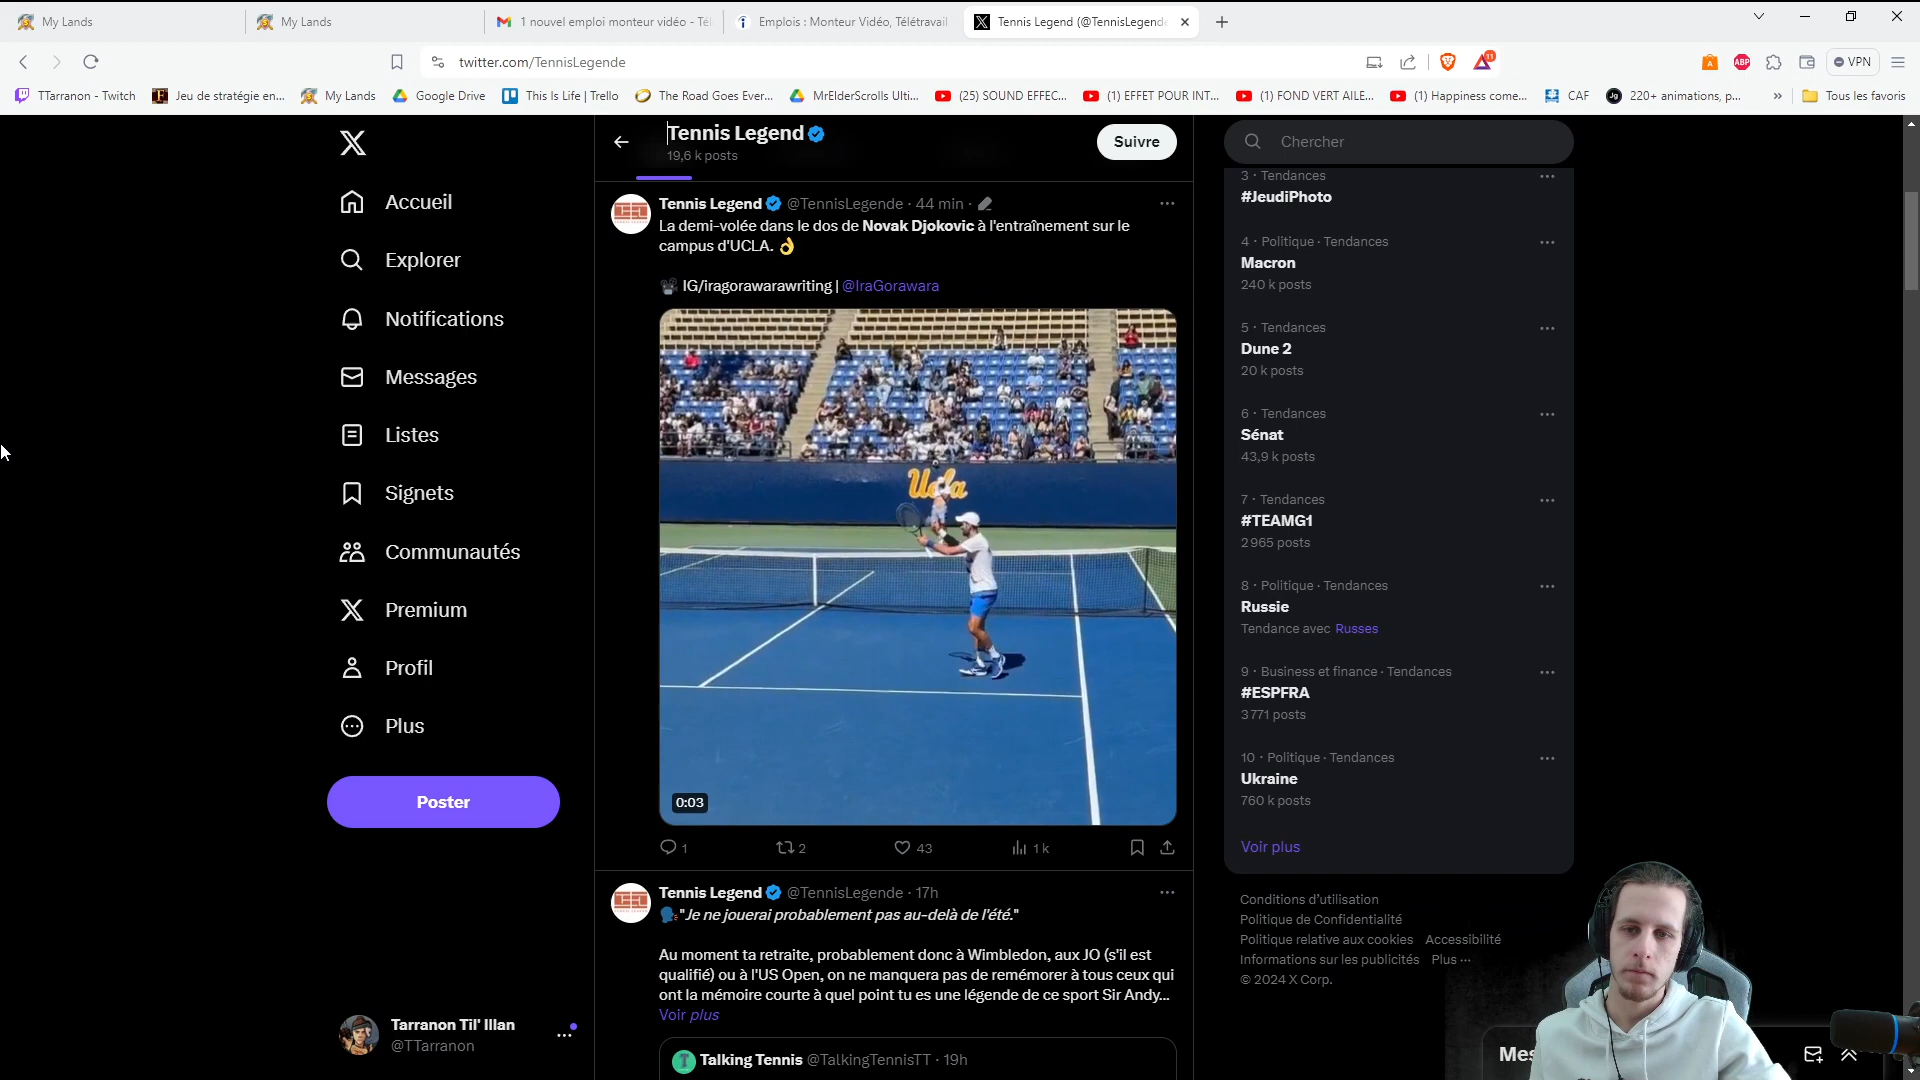 My Lands
My Lands
1 nouvel emploi monteur vidéo - Tél
Emplois : Monteur Vidéo, Télétravail
Tennis Legend (@TennisLegende
twitter.com/TennisLegende
11
ABP
VPN
TTarranon - Twitch
Jeu de stratégie en...
My Lands
Google Drive
This Is Life | Trello
The Road Goes Ever...
MrElderScrolls Ulti...
(25) SOUND EFFEC...
(1) EFFET POUR INT...
(1) FOND VERT AILE...
(1) Happiness come...
CAF
220+ animations, p...
»
Tous les favoris
Accueil
Explorer
Notifications
Messages
Listes
Signets
Communautés
Premium
Profil
Plus
Poster
Tarranon Til' Illan
@TTarranon
Tennis Legend
19,6 k posts
Suivre
Tennis Legend @TennisLegende · 44 min ·
La demi-volée dans le dos de Novak Djokovic à l'entraînement sur le
campus d'UCLA. 👌
🎥 IG/iragorawarawriting | @IraGorawara
Ucla
0:03
1
2
43
1 k
Tennis Legend @TennisLegende · 17h
🗣️"Je ne jouerai probablement pas au-delà de l'été."
Au moment ta retraite, probablement donc à Wimbledon, aux JO (s'il est
qualifié) ou à l'US Open, on ne manquera pas de remémorer à tous ceux qui
ont la mémoire courte à quel point tu es une légende de ce sport Sir Andy...
Voir plus
Talking Tennis @TalkingTennisTT · 19h
Chercher
3 · Tendances
#JeudiPhoto
4 · Politique · Tendances
Macron
240 k posts
5 · Tendances
Dune 2
20 k posts
6 · Tendances
Sénat
43,9 k posts
7 · Tendances
#TEAMG1
2 965 posts
8 · Politique · Tendances
Russie
Tendance avec Russes
9 · Business et finance · Tendances
#ESPFRA
3 771 posts
10 · Politique · Tendances
Ukraine
760 k posts
Voir plus
Conditions d'utilisation
Politique de Confidentialité
Politique relative aux cookies Accessibilité
Informations sur les publicités Plus ···
© 2024 X Corp.
Mes